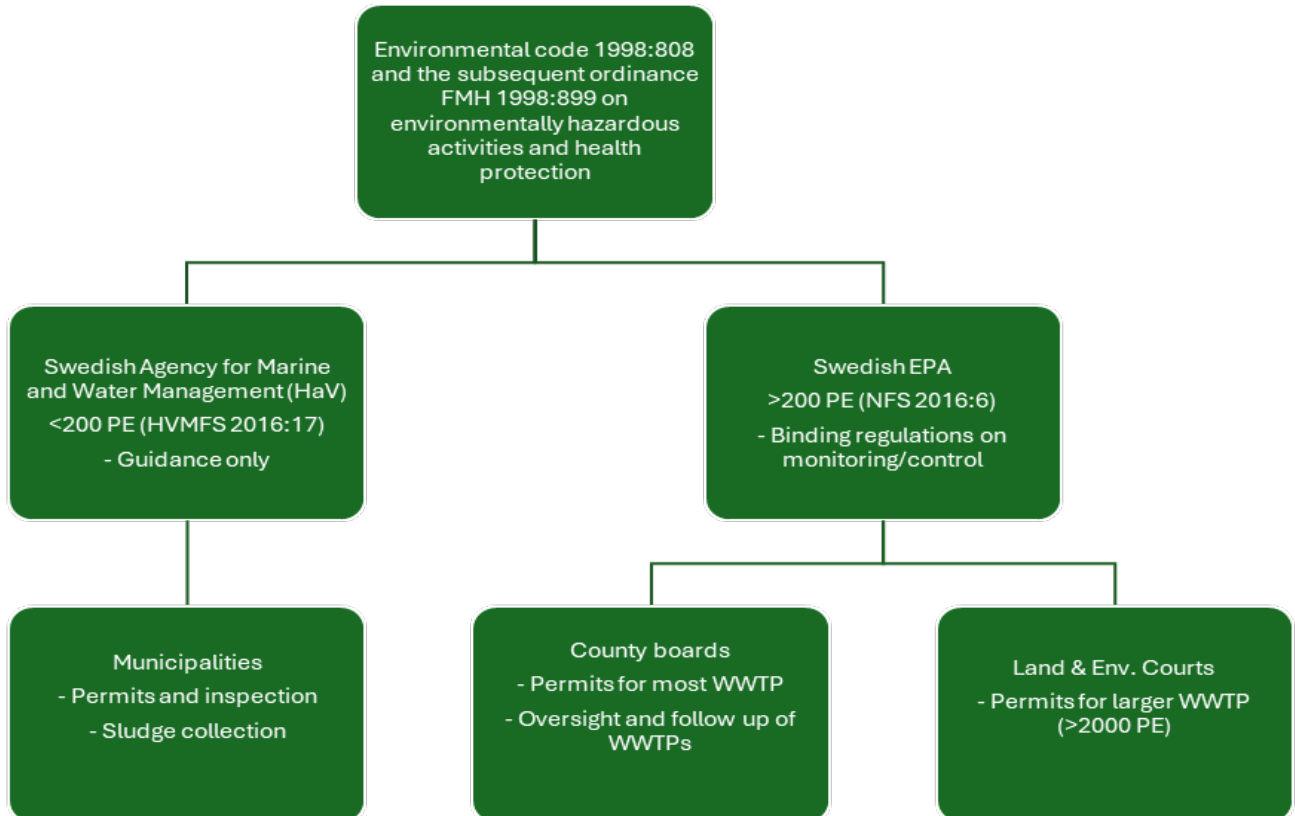 Environmental code 1998:808
and the subsequent ordinance
FMH 1998:899 on
environmentally hazardous
activities and health
protection
Swedish Agency for Marine
and Water Management (HaV)
<200 PE (HVMFS 2016:17)
- Guidance only
Swedish EPA
>200 PE (NFS 2016:6)
- Binding regulations on
monitoring/control
Municipalities
- Permits and inspection
- Sludge collection
County boards
- Permits for most WWTP
- Oversight and follow up of
WWTPs
Land & Env. Courts
- Permits for larger WWTP
(>2000 PE)